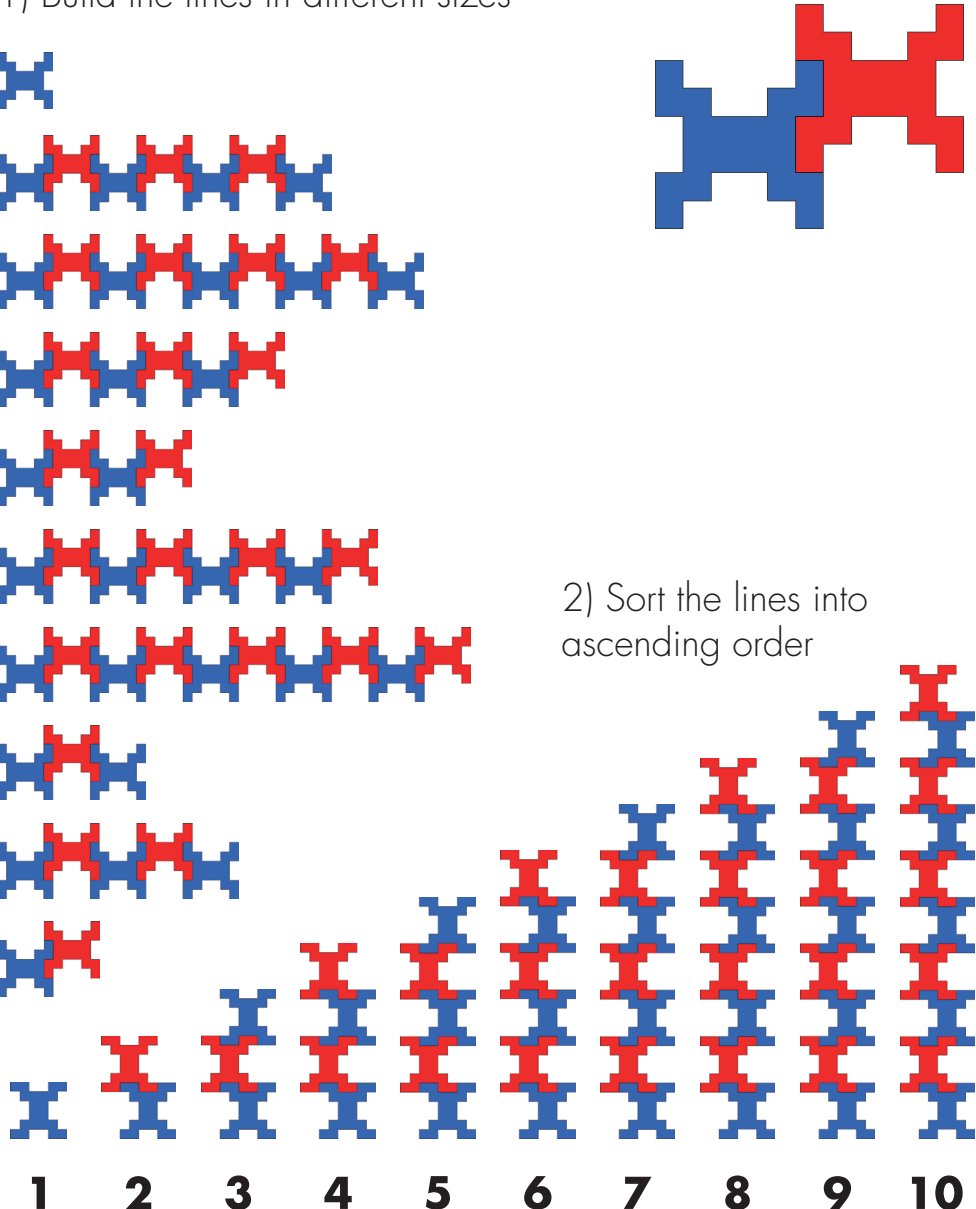 1) Build the lines in different sizes
2) Sort the lines into
ascending order
1 2 3 4 5 6 7 8 9 10